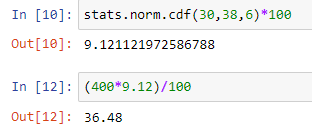 In [10]: stats.norm.cdf(30,38,6)*100
Out[10]: 9.121121972586788
In [12]: (400*9.12)/100
Out[12]: 36.48